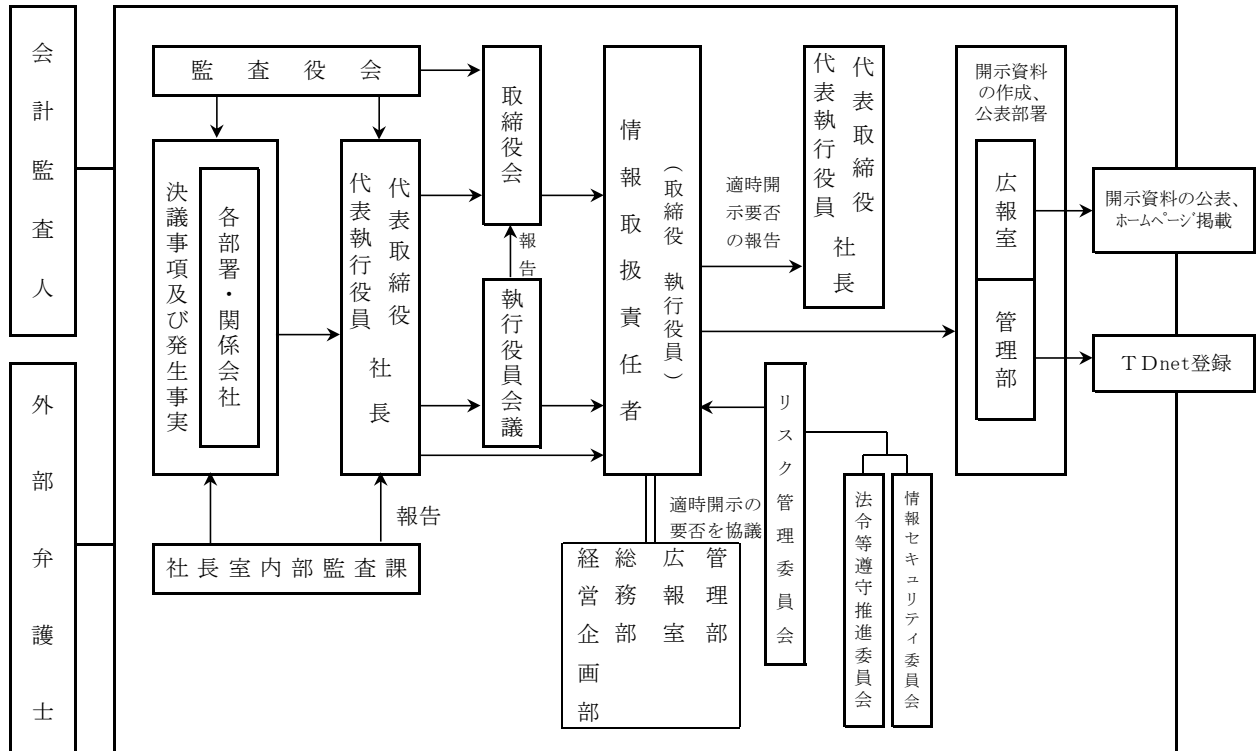 会計監査人
外部弁護士
監査役会
決議事項及び発生事実
各部署・関係会社
代表取締役
代表執行役員
社長
社長室内部監査課
報告
取締役会
報告
執行役員会議
情報取扱責任者
（取締役 執行役員）
適時開示の
要否を協議
管理部
広報室
総務部
経営企画部
適時開
示要否
の報告
代表取締役
代表執行役員
社長
リスク管理委員会
法令等遵守推進委員会
情報セキュリティ委員会
開示資料
の作成、
公表部署
広報室
管理部
開示資料の公表、
ホームページ掲載
ＴDnet登録